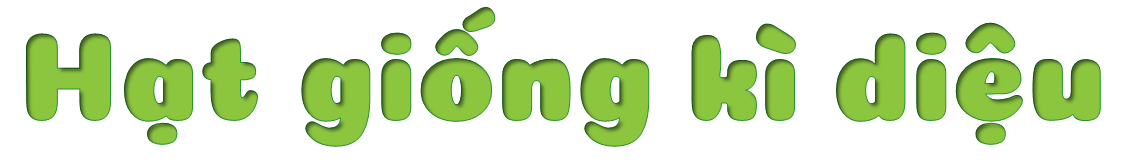 Hạt giống kì diệu